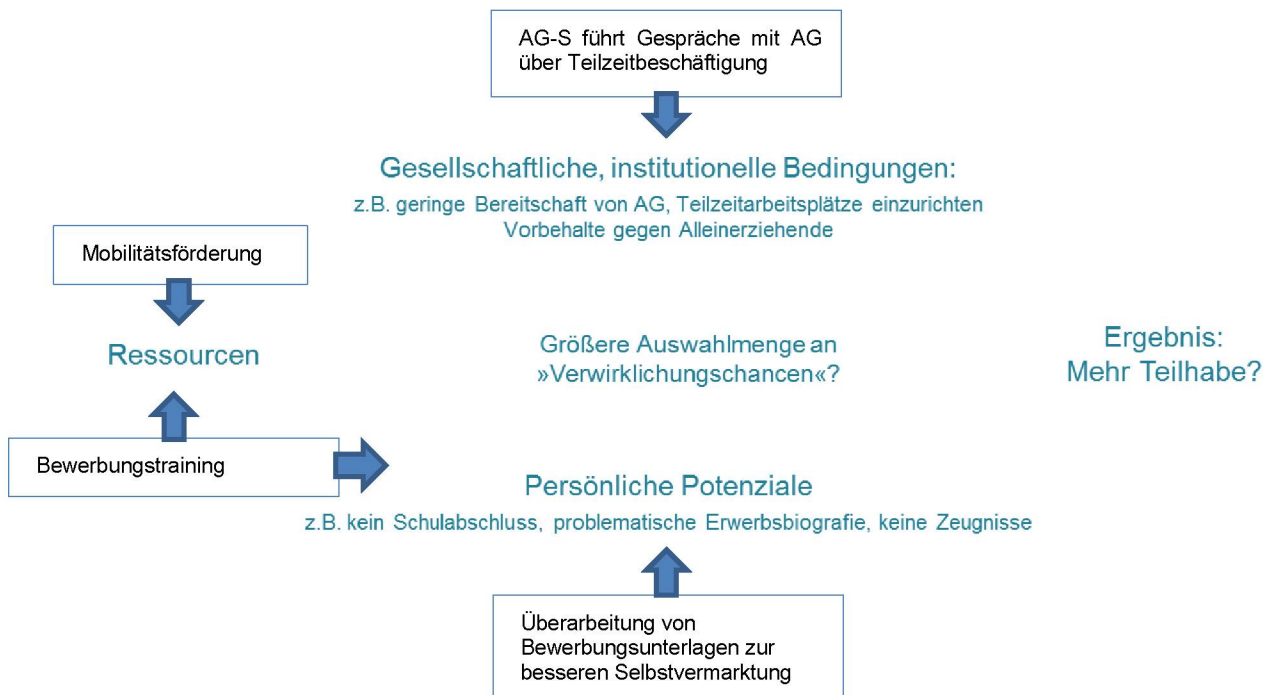 AG-S führt Gespräche mit AG
über Teilzeitbeschäftigung
Gesellschaftliche, institutionelle Bedingungen:
z.B. geringe Bereitschaft von AG, Teilzeitarbeitsplätze einzurichten
Vorbehalte gegen Alleinerziehende
Mobilitätsförderung
Ressourcen
Größere Auswahlmenge an
»Verwirklichungschancen«?
Ergebnis:
Mehr Teilhabe?
Bewerbungstraining
Persönliche Potenziale
z.B. kein Schulabschluss, problematische Erwerbsbiografie, keine Zeugnisse
Überarbeitung von
Bewerbungsunterlagen zur
besseren Selbstvermarktung